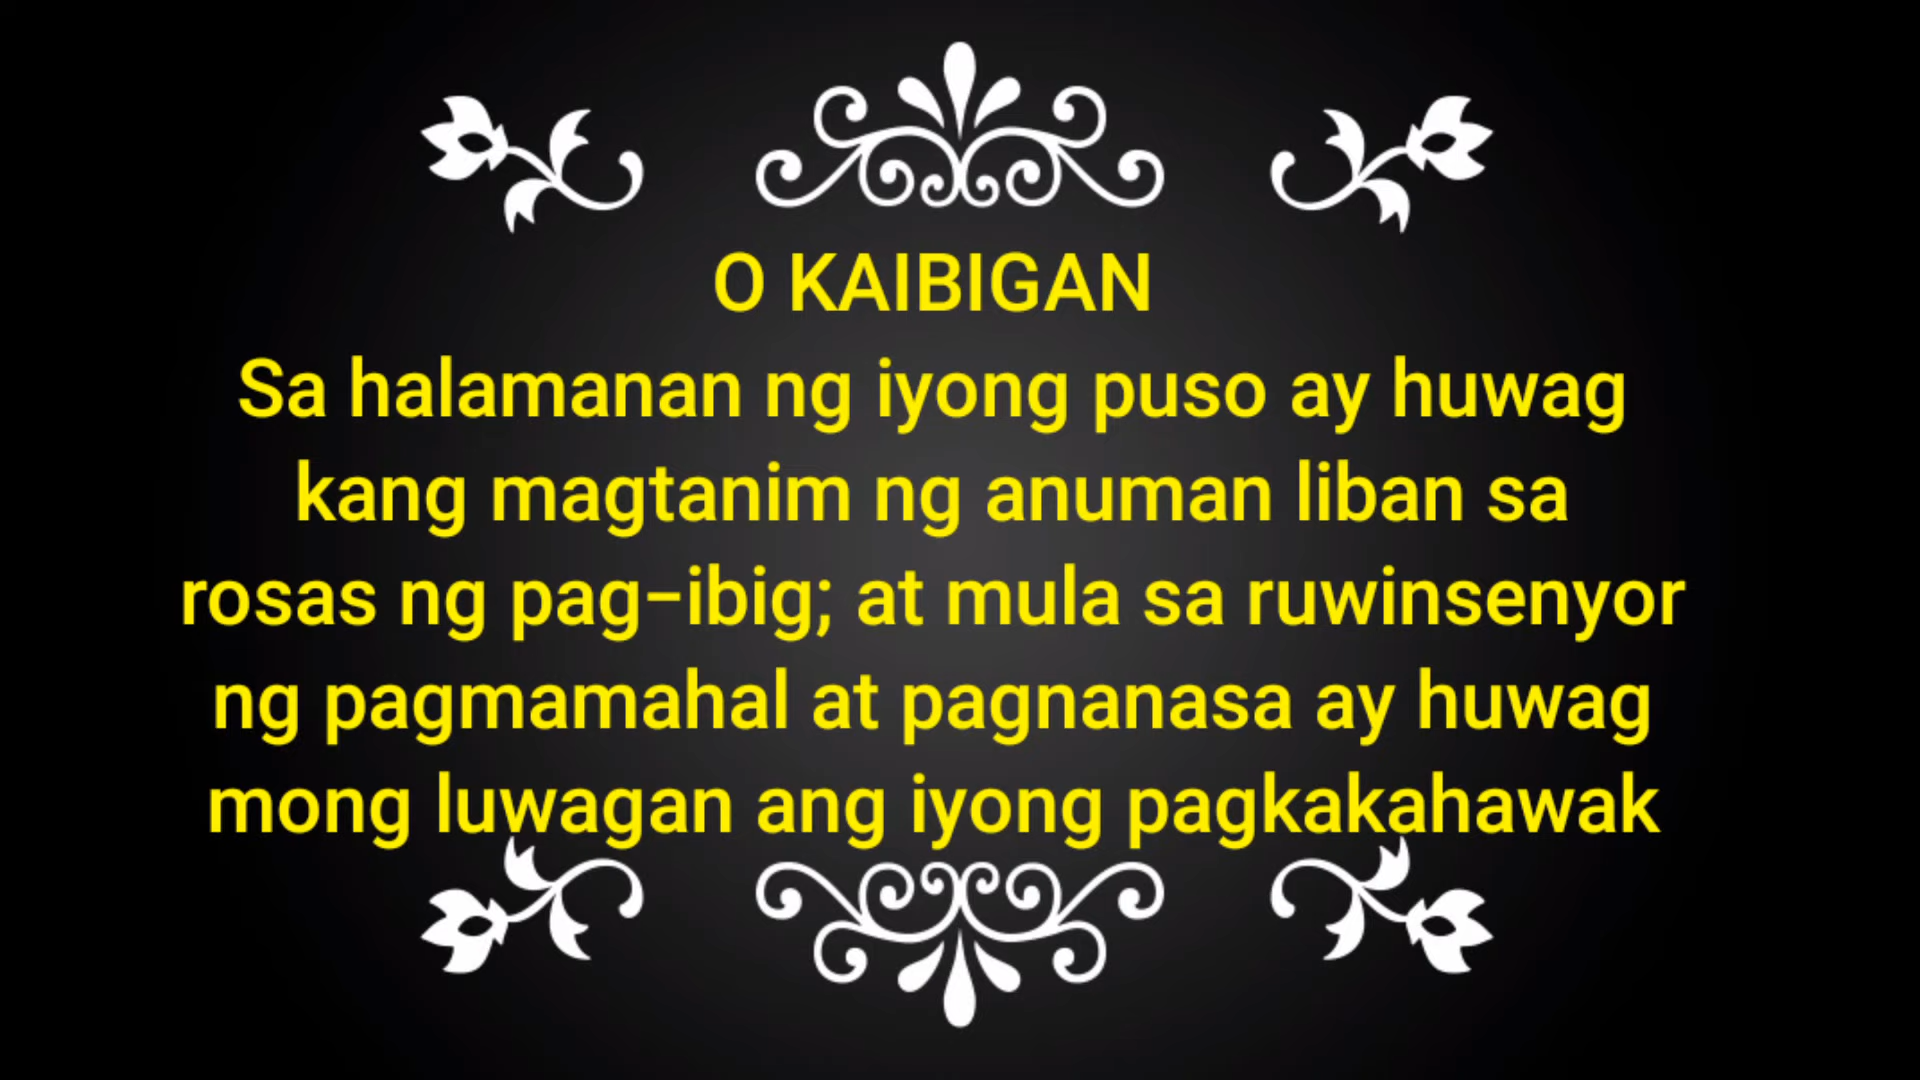 O KAIBIGAN
Sa halamanan ng iyong puso ay huwag
kang magtanim ng anuman liban sa
rosas ng pag-ibig; at mula sa ruwinsenyor
ng pagmamahal at pagnanasa ay huwag
mong luwagan ang iyong pagkakahawak